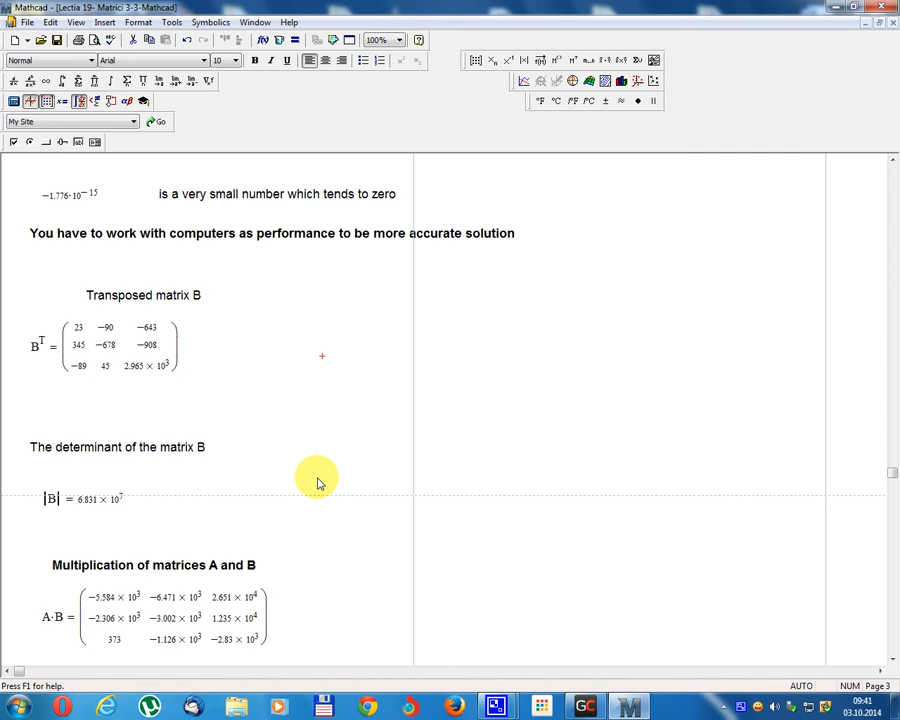 Mathcad - [Lectia 19- Matrici 3-3-Mathcad]
File Edit View Insert Format Tools Symbolics Window Help
100%
Normal Arial 10 B I U
°F °C °F °C ± ≈ ● ||
My Site Go
−1.776·10^−15 is a very small number which tends to zero
You have to work with computers as performance to be more accurate solution
Transposed matrix B
23 −90 −643
B^T = 345 −678 −908
−89 45 2.965 × 10^3
The determinant of the matrix B
|B| = 6.831 × 10^7
Multiplication of matrices A and B
−5.584 × 10^3 −6.471 × 10^3 2.651 × 10^4
A·B = −2.306 × 10^3 −3.002 × 10^3 1.235 × 10^4
373 −1.126 × 10^3 −2.83 × 10^3
Press F1 for help. AUTO NUM Page 3
GC
09:41
03.10.2014